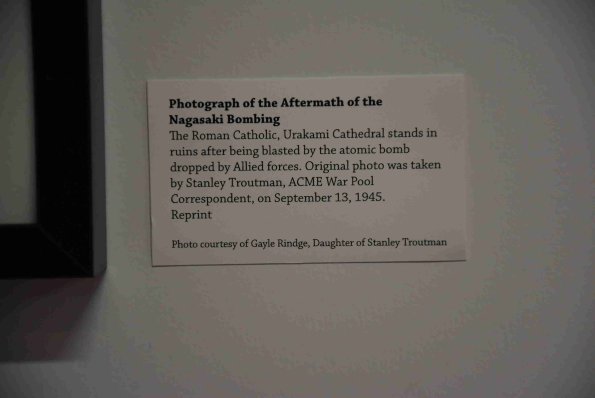 Photograph of the Aftermath of the
Nagasaki Bombing
The Roman Catholic, Urakami Cathedral stands in
ruins after being blasted by the atomic bomb
dropped by Allied forces. Original photo was taken
by Stanley Troutman, ACME War Pool
Correspondent, on September 13, 1945.
Reprint
Photo courtesy of Gayle Rindge, Daughter of Stanley Troutman